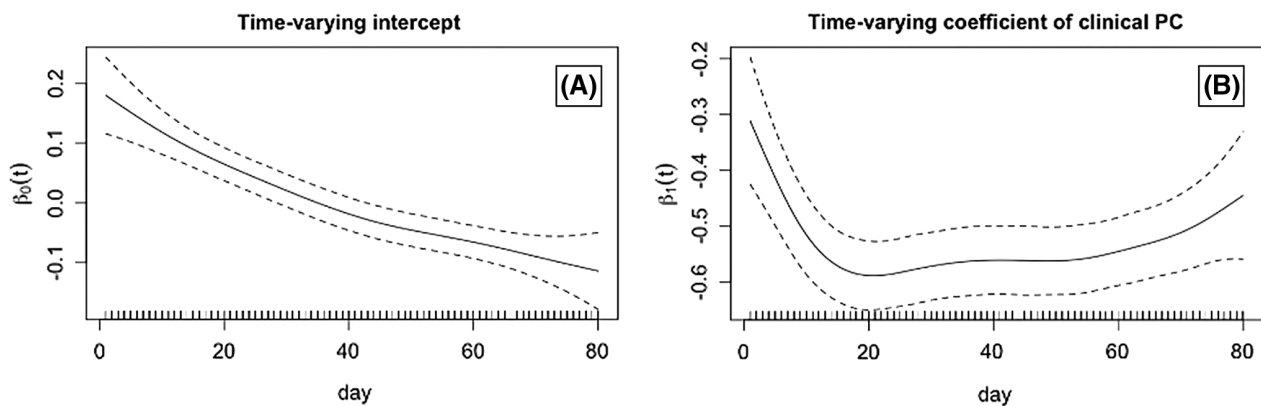 Time-varying intercept
(A)
β₀(t)
0.2
0.1
0.0
-0.1
0 20 40 60 80
day
Time-varying coefficient of clinical PC
(B)
β₁(t)
-0.2
-0.3
-0.4
-0.5
-0.6
0 20 40 60 80
day